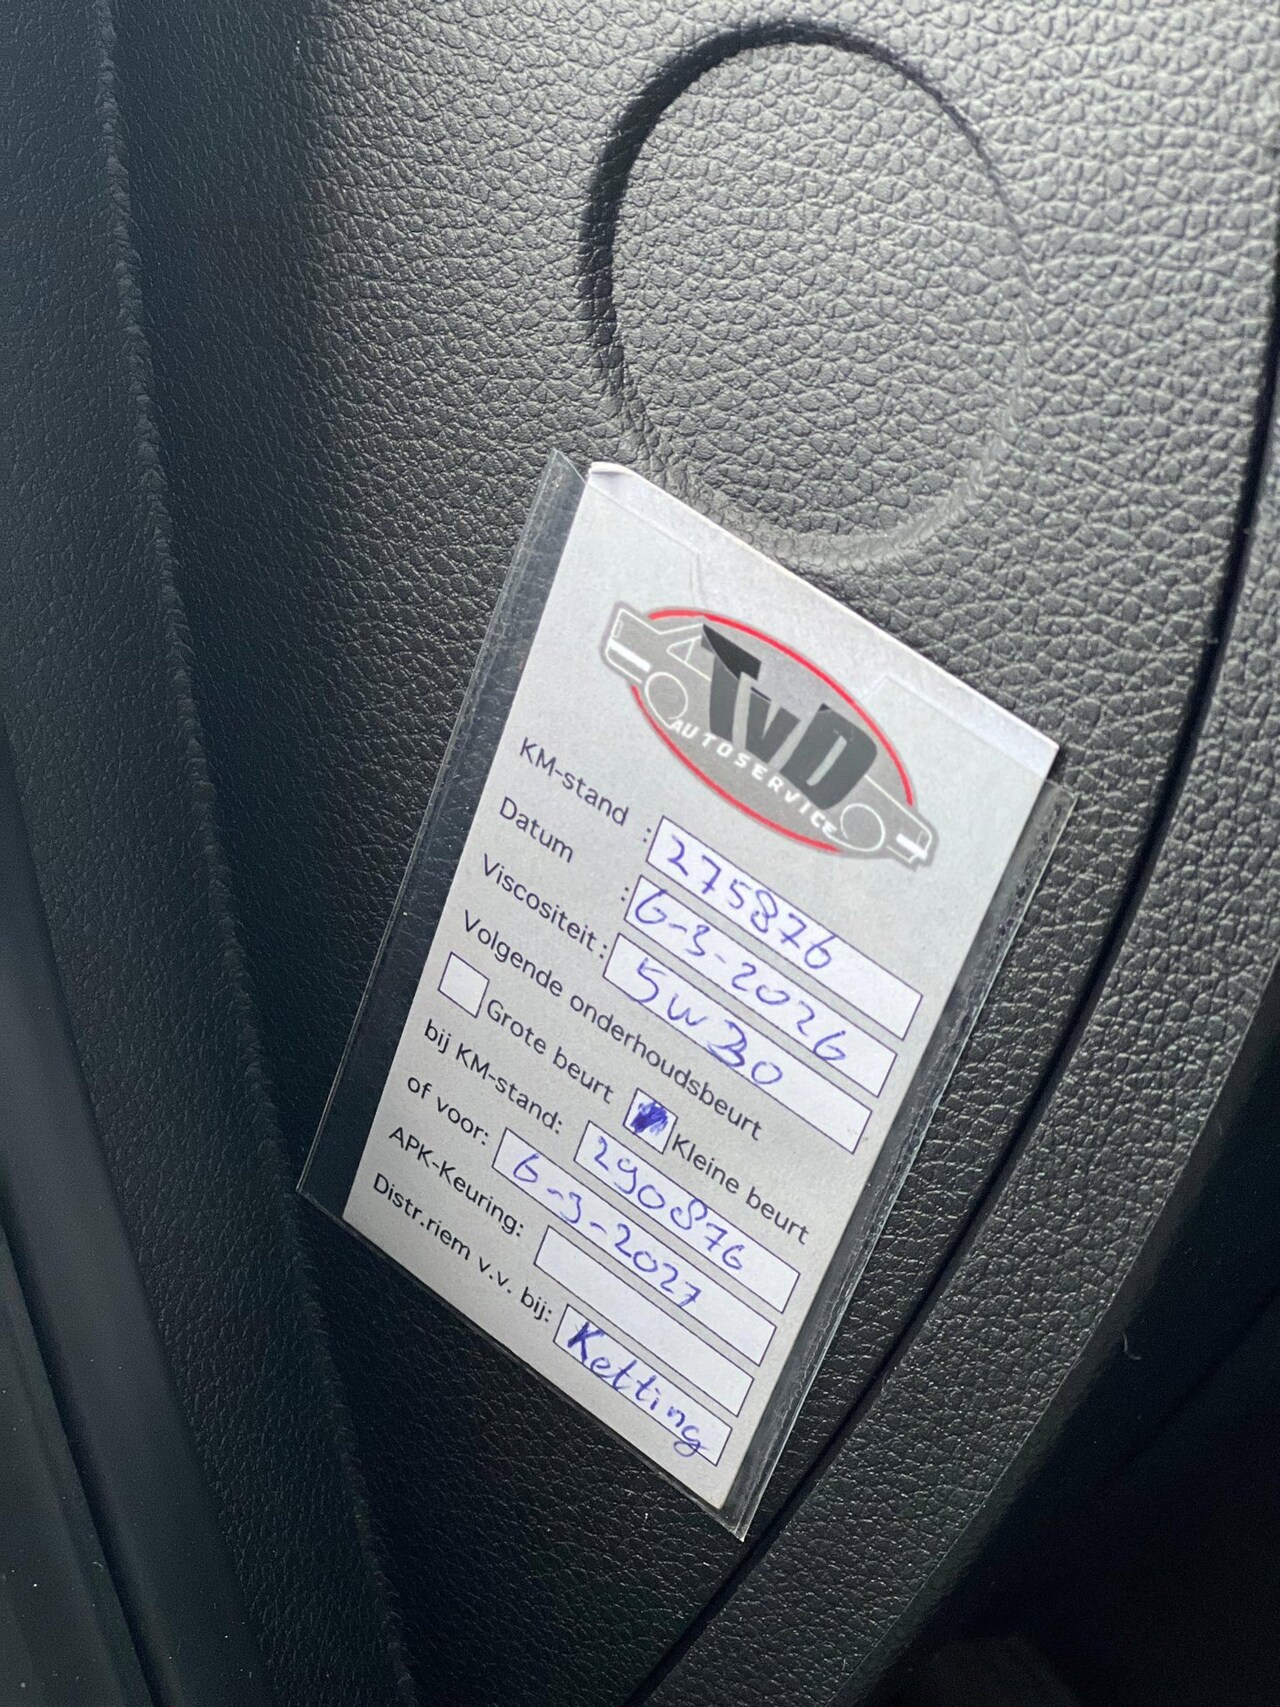 TvD
AUTOSERVICE
KM-stand : 275876
Datum : 6-3-2026
Viscositeit : 5W30
Volgende onderhoudsbeurt
Grote beurt Kleine beurt
bij KM-stand: 290876
of voor: 6-3-2027
APK-Keuring:
Distr.riem v.v. bij: Ketting